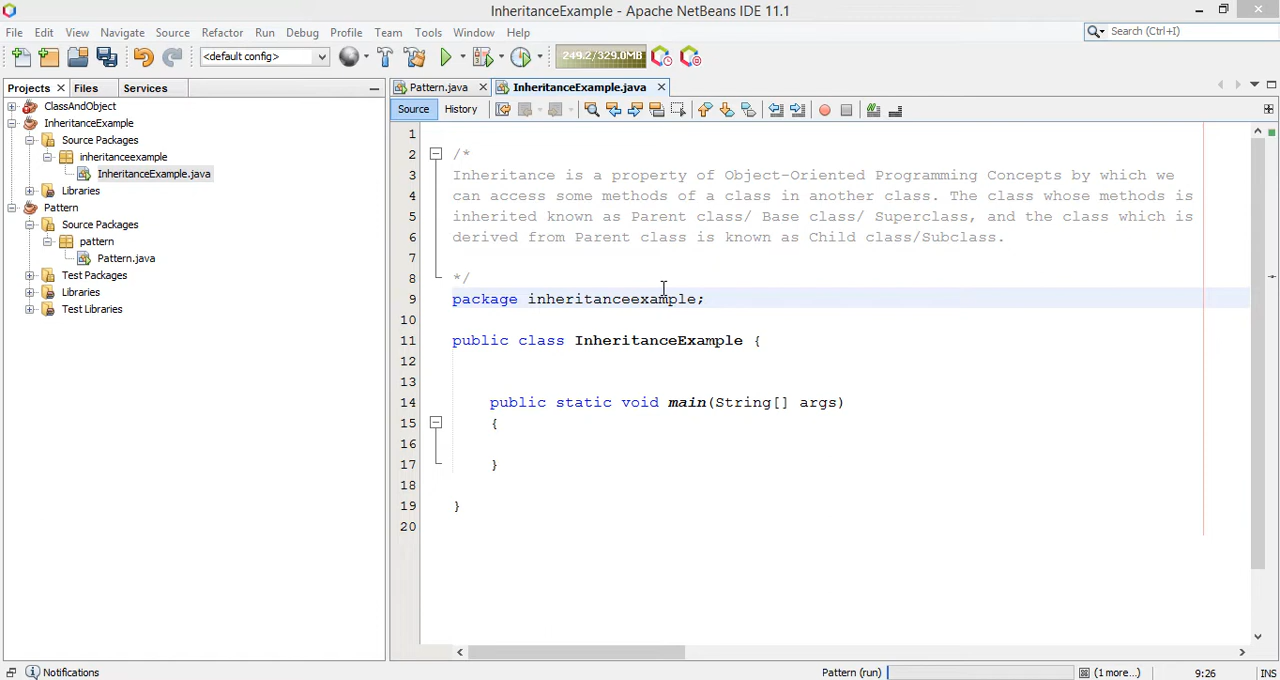 InheritanceExample - Apache NetBeans IDE 11.1
File Edit View Navigate Source Refactor Run Debug Profile Team Tools Window Help
Search (Ctrl+I)
<default config>
249.2/329.0MB
Projects Files Services
Pattern.java InheritanceExample.java
Source History
ClassAndObject
InheritanceExample
Source Packages
inheritanceexample
InheritanceExample.java
Libraries
Pattern
Source Packages
pattern
Pattern.java
Test Packages
Libraries
Test Libraries
1
2 /*
3 Inheritance is a property of Object-Oriented Programming Concepts by which we
4 can access some methods of a class in another class. The class whose methods is
5 inherited known as Parent class/ Base class/ Superclass, and the class which is
6 derived from Parent class is known as Child class/Subclass.
7
8 */
9 package inheritanceexample;
10
11 public class InheritanceExample {
12
13
14 public static void main(String[] args)
15 {
16
17 }
18
19 }
20
Notifications
Pattern (run) (1 more...) 9:26 INS